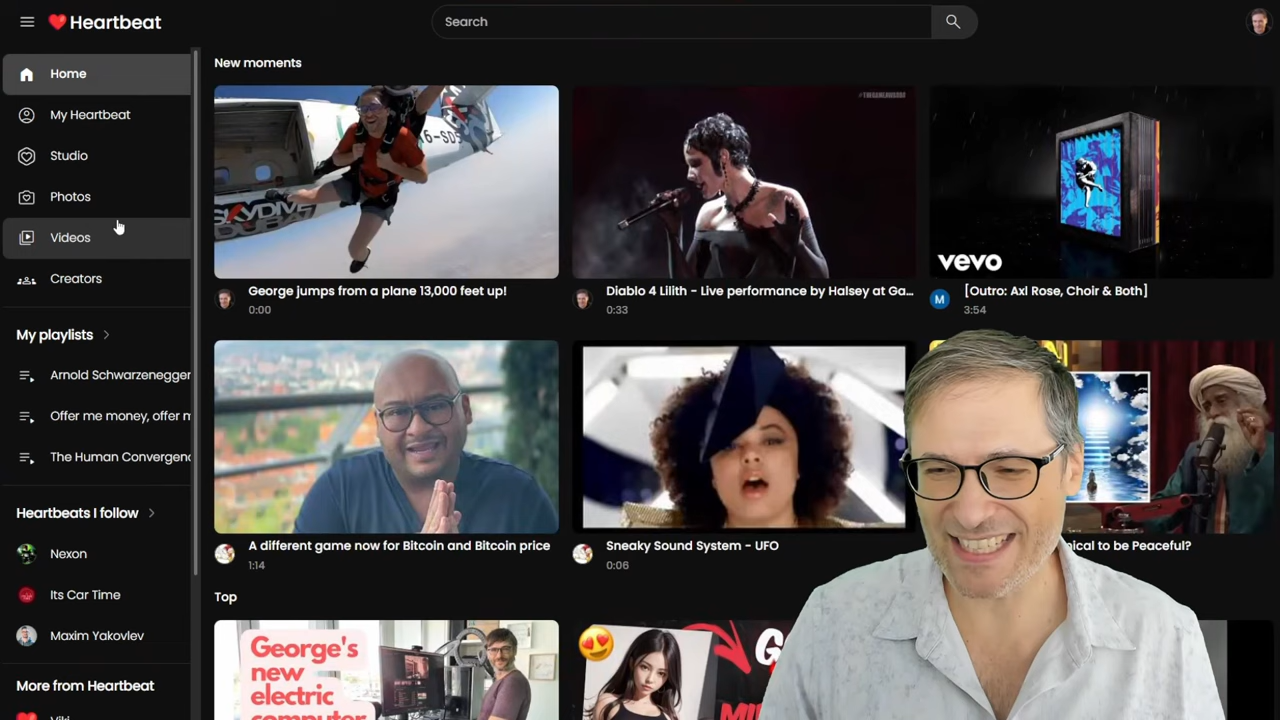 Heartbeat
Search
Home
My Heartbeat
Studio
Photos
Videos
Creators
My playlists
Arnold Schwarzenegger
Offer me money, offer m
The Human Convergenc
Heartbeats I follow
Nexon
Its Car Time
Maxim Yakovlev
More from Heartbeat
New moments
SKYDIVE
6-SDS
George jumps from a plane 13,000 feet up!
0:00
Diablo 4 Lilith - Live performance by Halsey at Ga...
0:33
vevo
M
[Outro: Axl Rose, Choir & Both]
3:54
A different game now for Bitcoin and Bitcoin price
1:14
Sneaky Sound System - UFO
0:06
ical to be Peaceful?
Top
George's
new
electric
computer
G